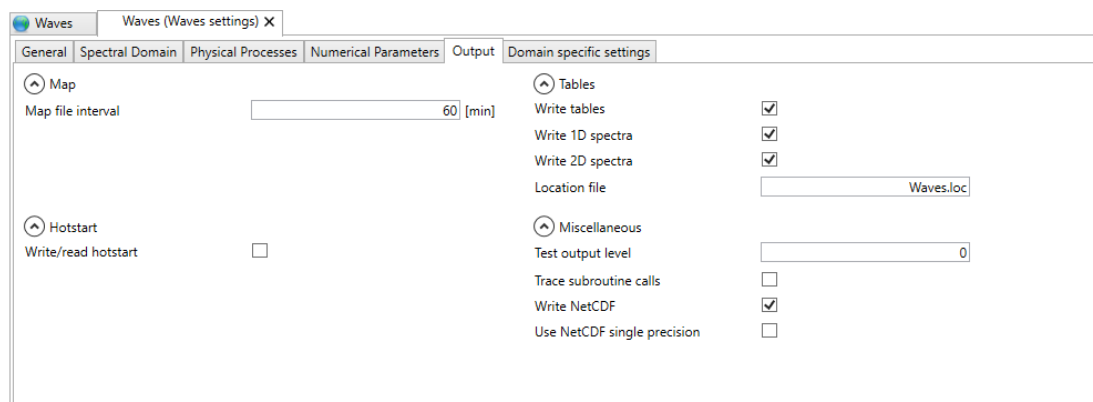 Waves
Waves (Waves settings) X
General Spectral Domain Physical Processes Numerical Parameters Output Domain specific settings
Map
Map file interval 60 [min]
Tables
Write tables
Write 1D spectra
Write 2D spectra
Location file Waves.loc
Hotstart
Write/read hotstart
Miscellaneous
Test output level 0
Trace subroutine calls
Write NetCDF
Use NetCDF single precision